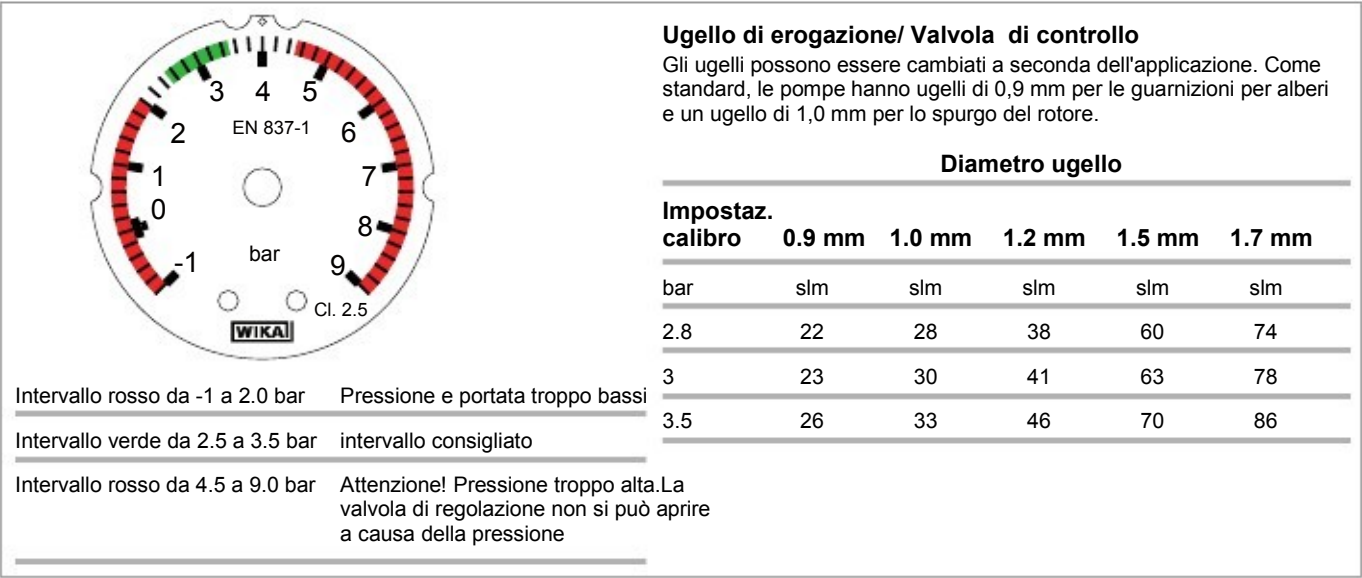 3 4 5
2 6
EN 837-1
1 7
0 8
-1 bar 9
Cl. 2.5
WIKA
Intervallo rosso da -1 a 2.0 bar Pressione e portata troppo bassi
Intervallo verde da 2.5 a 3.5 bar intervallo consigliato
Intervallo rosso da 4.5 a 9.0 bar Attenzione! Pressione troppo alta.La
valvola di regolazione non si può aprire
a causa della pressione
Ugello di erogazione/ Valvola di controllo
Gli ugelli possono essere cambiati a seconda dell'applicazione. Come
standard, le pompe hanno ugelli di 0,9 mm per le guarnizioni per alberi
e un ugello di 1,0 mm per lo spurgo del rotore.
Diametro ugello
Impostaz.
calibro 0.9 mm 1.0 mm 1.2 mm 1.5 mm 1.7 mm
bar slm slm slm slm slm
2.8 22 28 38 60 74
3 23 30 41 63 78
3.5 26 33 46 70 86